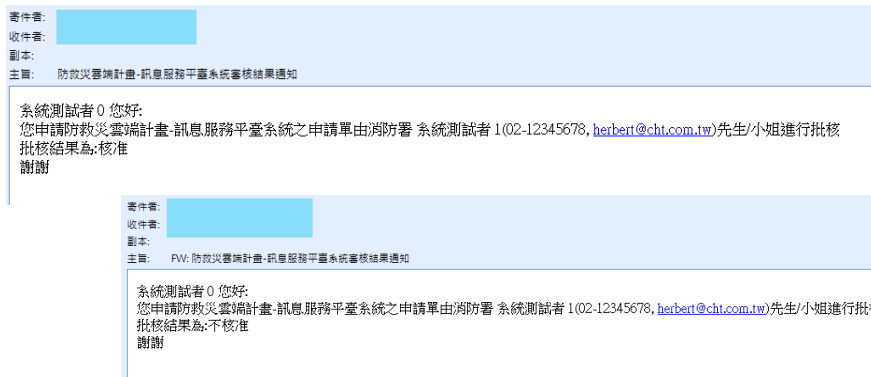 寄件者:
收件者:
副本:
主旨: 防救災雲端計畫-訊息服務平臺系統審核結果通知
系統測試者 0 您好:
您申請防救災雲端計畫-訊息服務平臺系統之申請單由消防署 系統測試者 1(02-12345678, herbert@cht.com.tw)先生/小姐進行批核
批核結果為:核准
謝謝
寄件者:
收件者:
副本:
主旨: FW: 防救災雲端計畫-訊息服務平臺系統審核結果通知
系統測試者 0 您好:
您申請防救災雲端計畫-訊息服務平臺系統之申請單由消防署 系統測試者 1(02-12345678, herbert@cht.com.tw)先生/小姐進行批
批核結果為:不核准
謝謝